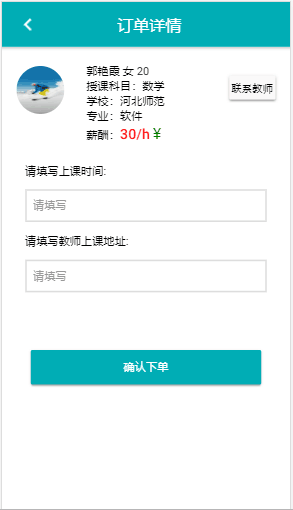 订单详情
郭艳霞 女 20
授课科目：数学
学校：河北师范
专业：软件
薪酬：30/h ¥
联系教师
请填写上课时间:
请填写
请填写教师上课地址:
请填写
确认下单